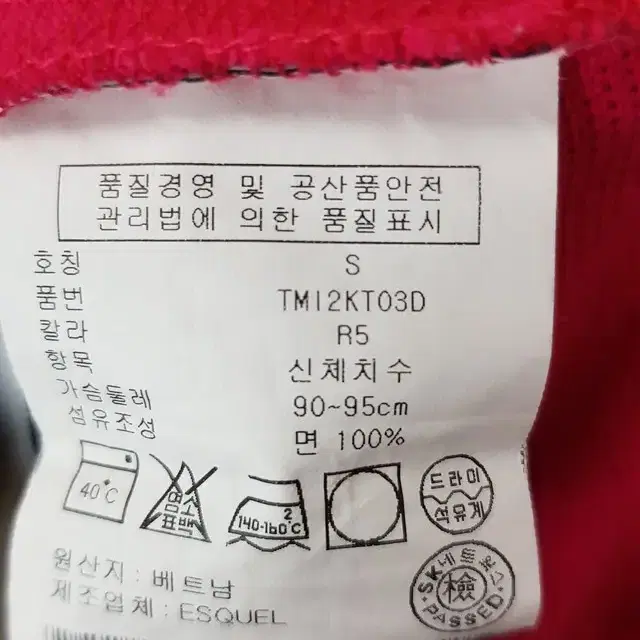 품질경영 및 공산품안전
관리법에 의한 품질표시
호칭 S
품번 TM12KT03D
칼라 R5
항목 신체치수
가슴둘레 90~95cm
섬유조성 면 100%
40℃
염소
표백
2
140-160℃
드라이
석유계
원산지 : 베트남
제조업체 : ESQUEL
SK네트웍스
檢
PASSED